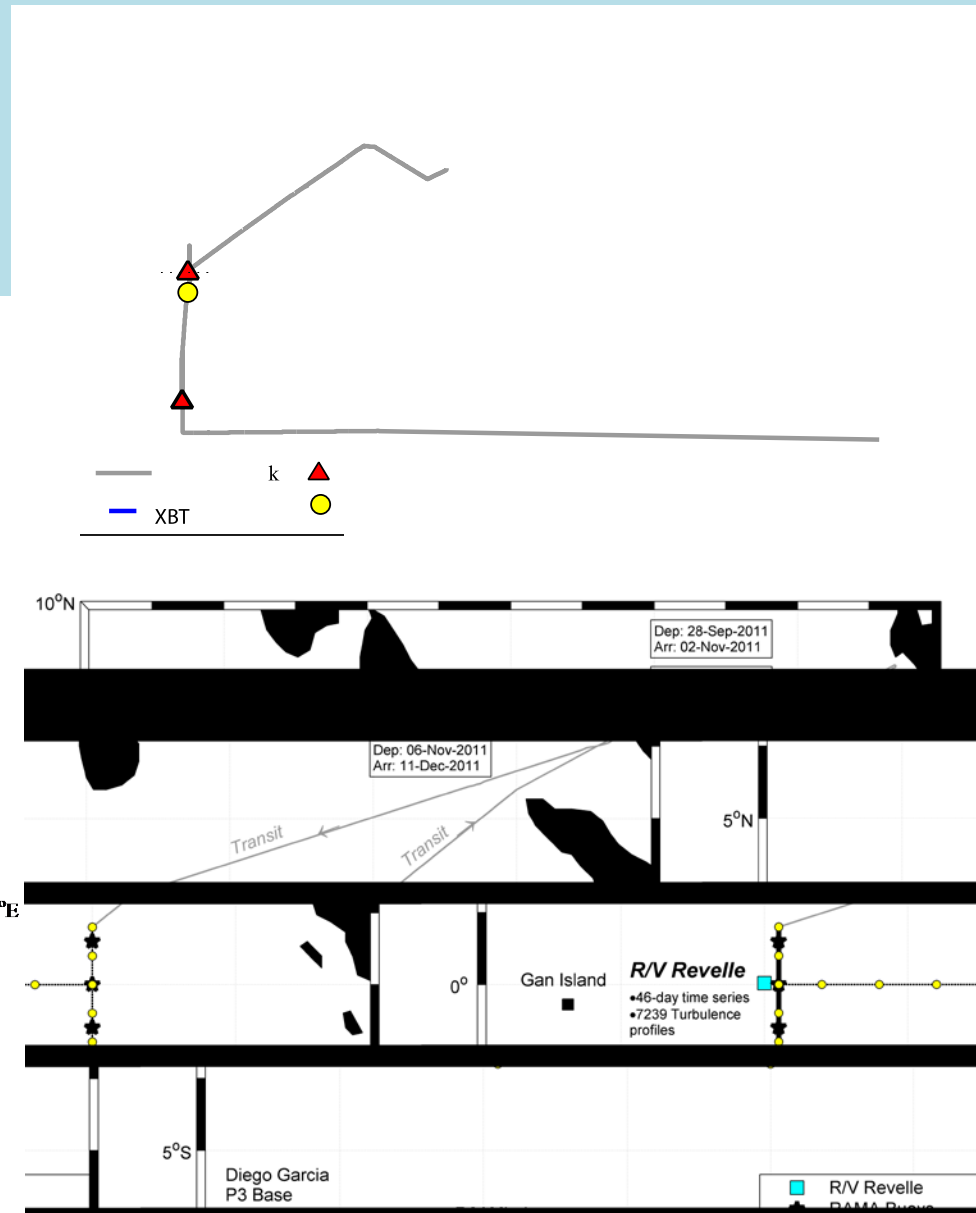 k
XBT
10°N
Dep: 28-Sep-2011
Arr: 02-Nov-2011
Dep: 06-Nov-2011
Arr: 11-Dec-2011
Transit
Transit
5°N
°E
0°
Gan Island
R/V Revelle
•46-day time series
•7239 Turbulence
profiles
5°S
Diego Garcia
P3 Base
R/V Revelle